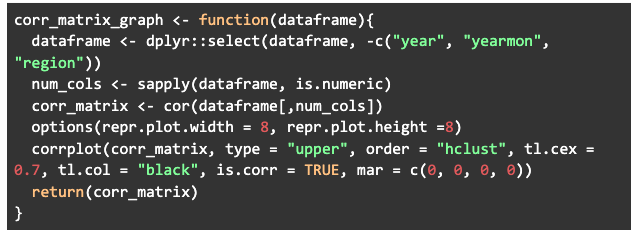 corr_matrix_graph <- function(dataframe){
  dataframe <- dplyr::select(dataframe, -c("year", "yearmon",
"region"))
  num_cols <- sapply(dataframe, is.numeric)
  corr_matrix <- cor(dataframe[,num_cols])
  options(repr.plot.width = 8, repr.plot.height =8)
  corrplot(corr_matrix, type = "upper", order = "hclust", tl.cex =
0.7, tl.col = "black", is.corr = TRUE, mar = c(0, 0, 0, 0))
  return(corr_matrix)
}